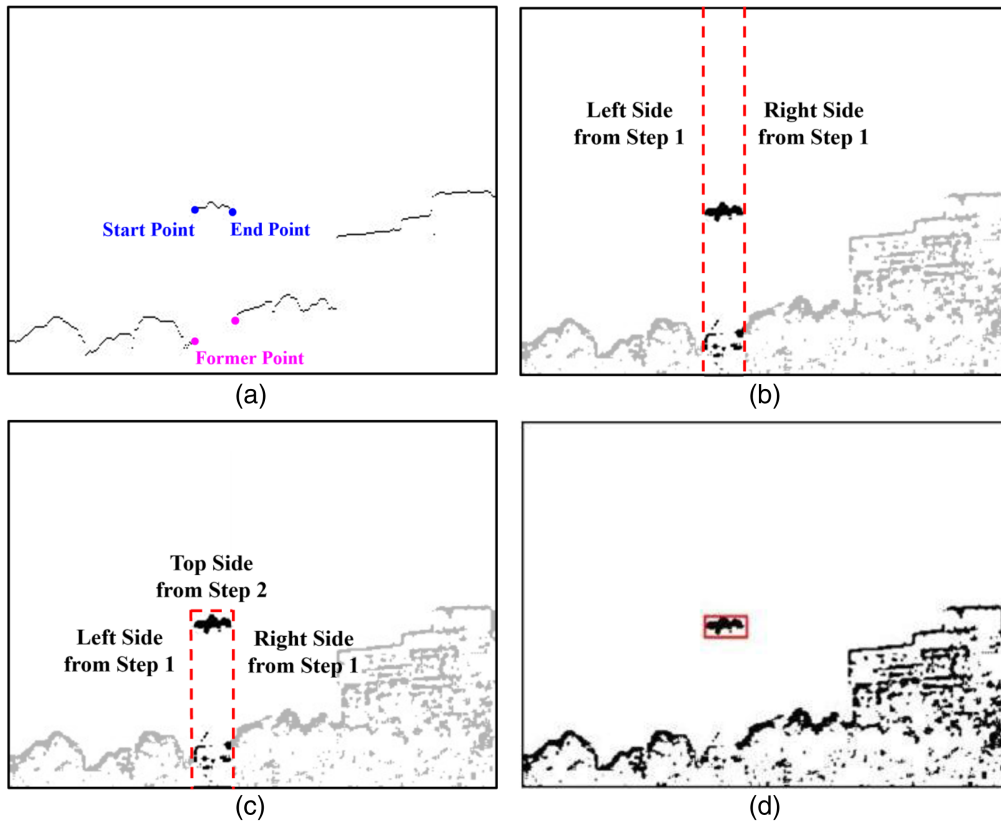 Start Point
End Point
Former Point
(a)
Left Side
from Step 1
Right Side
from Step 1
(b)
Top Side
from Step 2
Left Side
from Step 1
Right Side
from Step 1
(c)
(d)